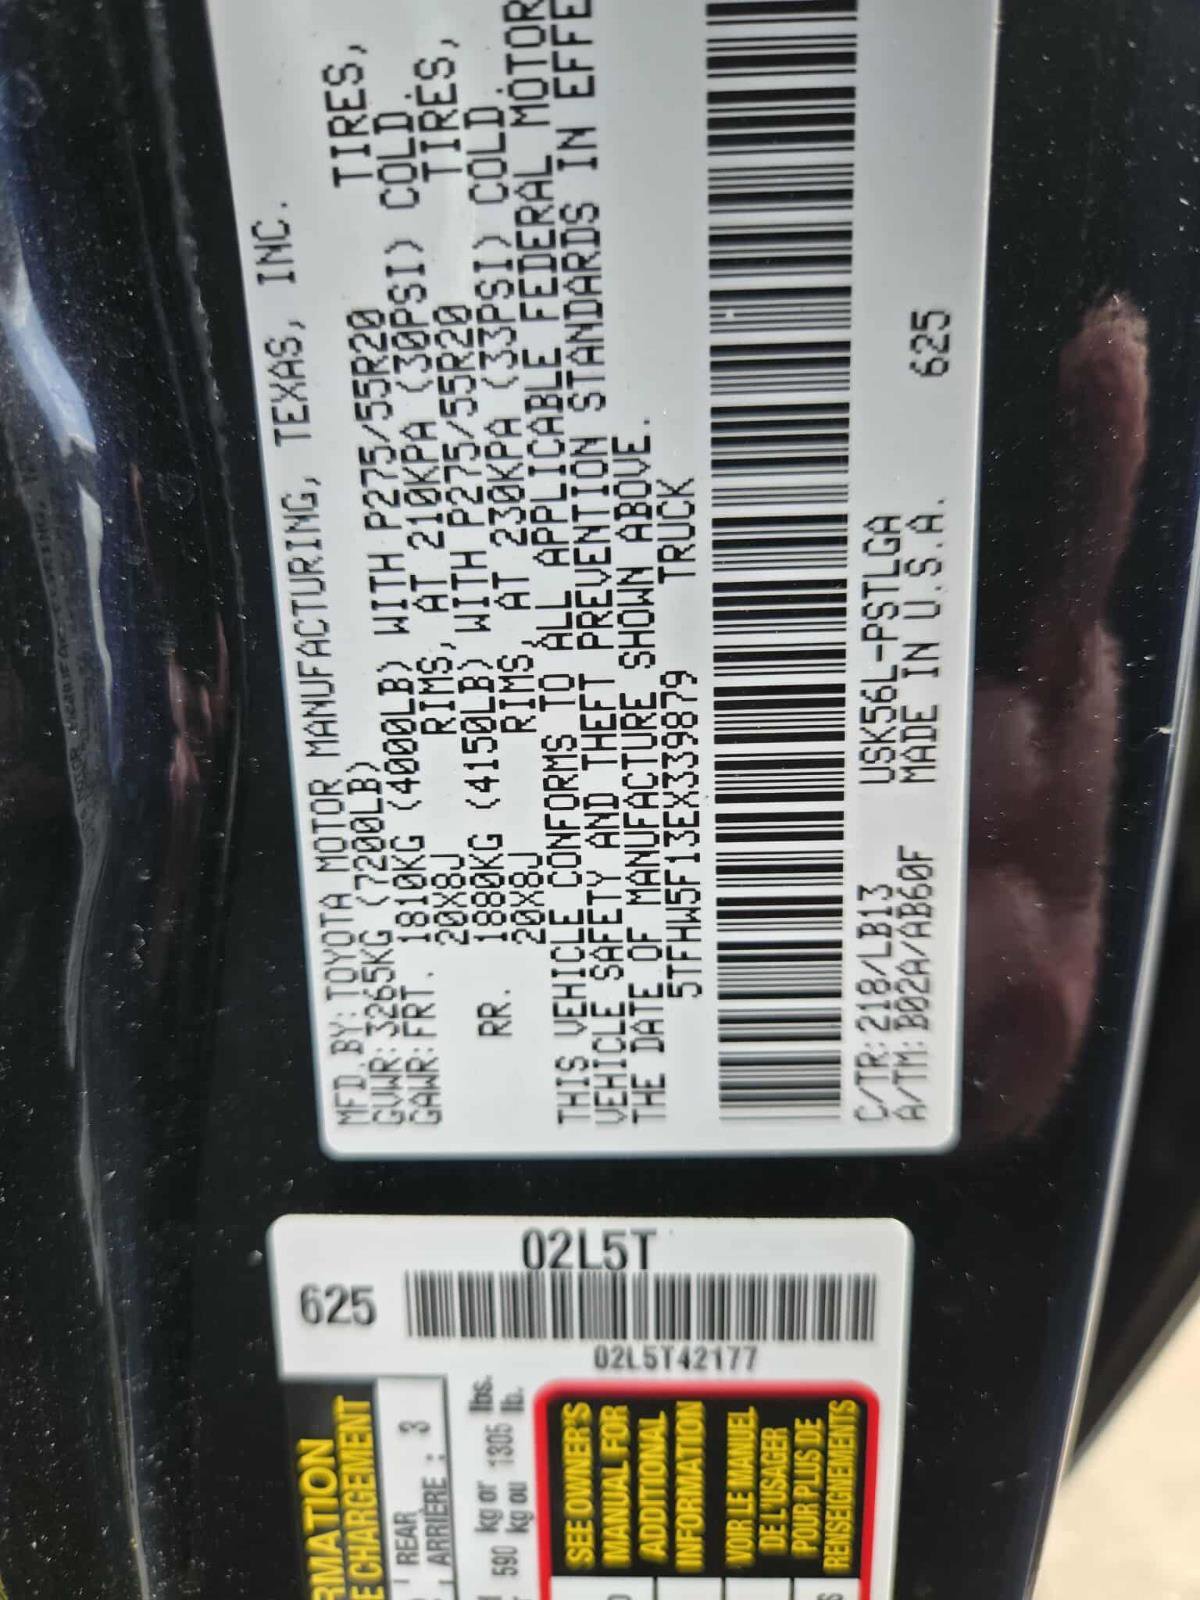 MFD.BY:TOYOTA MOTOR MANUFACTURING, TEXAS, INC.
GVWR:3265KG (7200LB)
GAWR:FRT. 1810KG (4000LB) WITH P275/55R20 TIRES,
20X8J RIMS, AT 210KPA (30PSI) COLD.
RR. 1880KG (4150LB) WITH P275/55R20 TIRES,
20X8J RIMS, AT 230KPA (33PSI) COLD.
THIS VEHICLE CONFORMS TO ALL APPLICABLE FEDERAL MOTOR
VEHICLE SAFETY AND THEFT PREVENTION STANDARDS IN EFFE
THE DATE OF MANUFACTURE SHOWN ABOVE.
5TFHW5F13EX339879 TRUCK
C/TR:218/LB13 USK56L-PSTLGA
A/TM:B02A/AB60F MADE IN U.S.A. 625
02L5T
625
02L5T42177
RMATION
E CHARGEMENT
REAR
ARRIÈRE : 3
590 kg or 1305 lbs.
kg ou lb.
SEE OWNER'S
MANUAL FOR
ADDITIONAL
INFORMATION
VOIR LE MANUEL
DE L'USAGER
POUR PLUS DE
RENSEIGNEMENTS